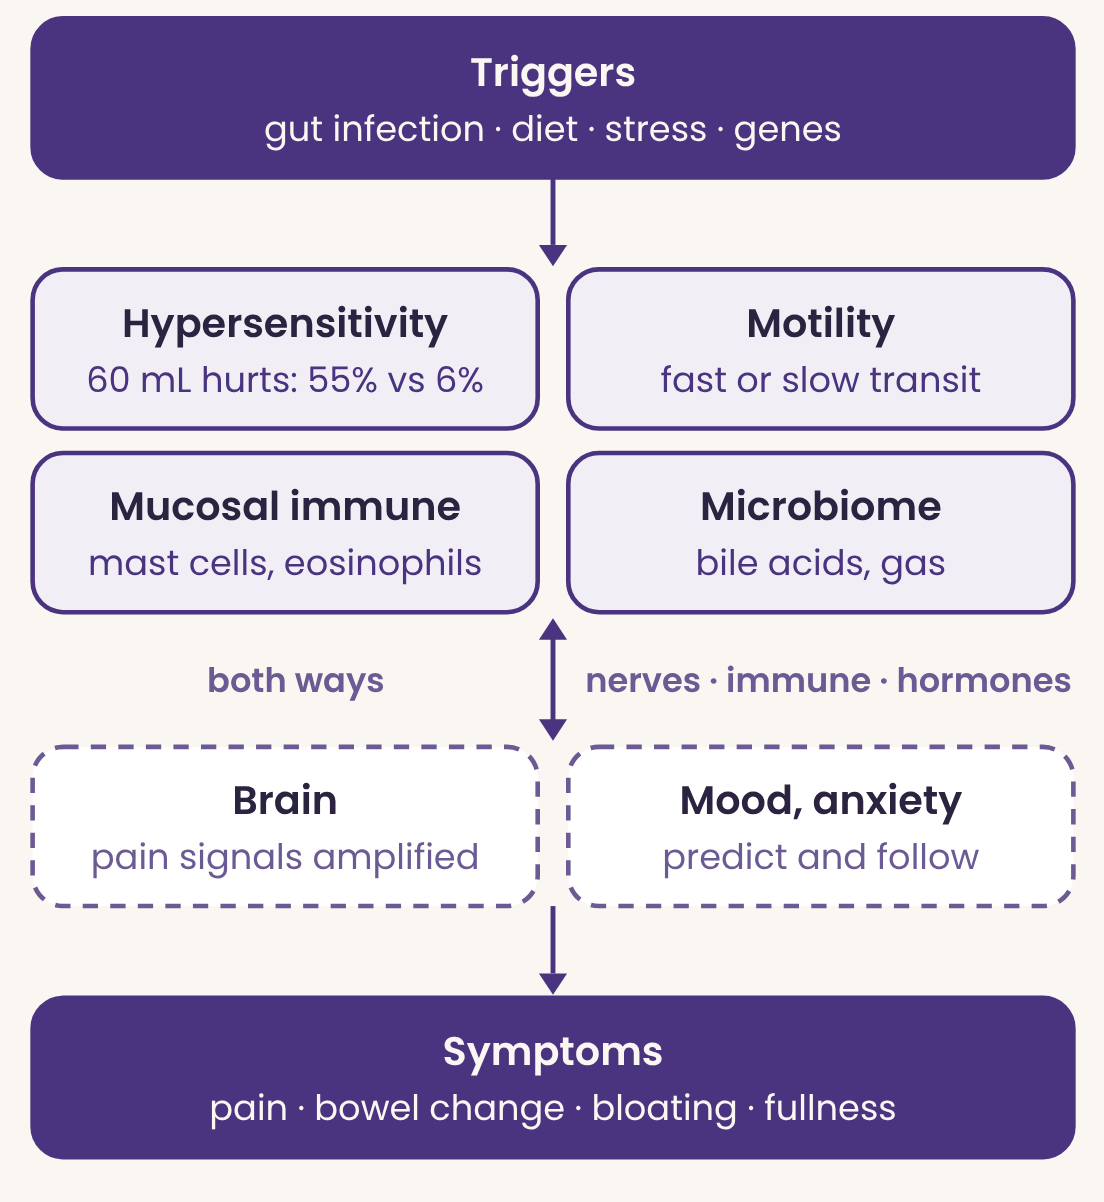 Triggers
gut infection · diet · stress · genes
Hypersensitivity
60 mL hurts: 55% vs 6%
Motility
fast or slow transit
Mucosal immune
mast cells, eosinophils
Microbiome
bile acids, gas
both ways
nerves · immune · hormones
Brain
pain signals amplified
Mood, anxiety
predict and follow
Symptoms
pain · bowel change · bloating · fullness